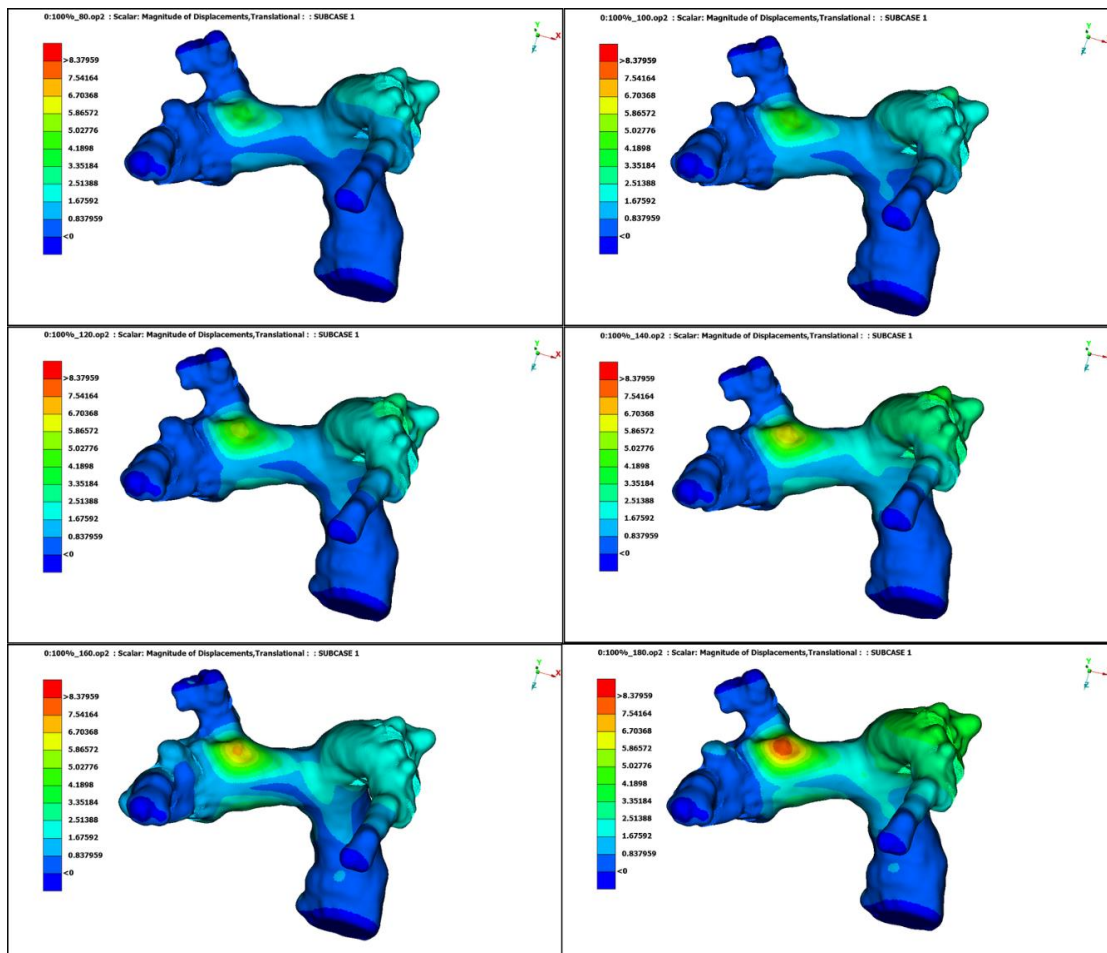 0:100%_80.op2 : Scalar: Magnitude of Displacements,Translational : : SUBCASE 1
Y
X
Z
>8.37959
7.54164
6.70368
5.86572
5.02776
4.1898
3.35184
2.51388
1.67592
0.837959
<0
0:100%_100.op2 : Scalar: Magnitude of Displacements,Translational : : SUBCASE 1
Y
X
Z
>8.37959
7.54164
6.70368
5.86572
5.02776
4.1898
3.35184
2.51388
1.67592
0.837959
<0
0:100%_120.op2 : Scalar: Magnitude of Displacements,Translational : : SUBCASE 1
Y
X
Z
>8.37959
7.54164
6.70368
5.86572
5.02776
4.1898
3.35184
2.51388
1.67592
0.837959
<0
0:100%_140.op2 : Scalar: Magnitude of Displacements,Translational : : SUBCASE 1
Y
X
Z
>8.37959
7.54164
6.70368
5.86572
5.02776
4.1898
3.35184
2.51388
1.67592
0.837959
<0
0:100%_160.op2 : Scalar: Magnitude of Displacements,Translational : : SUBCASE 1
Y
X
Z
>8.37959
7.54164
6.70368
5.86572
5.02776
4.1898
3.35184
2.51388
1.67592
0.837959
<0
0:100%_180.op2 : Scalar: Magnitude of Displacements,Translational : : SUBCASE 1
Y
X
Z
>8.37959
7.54164
6.70368
5.86572
5.02776
4.1898
3.35184
2.51388
1.67592
0.837959
<0